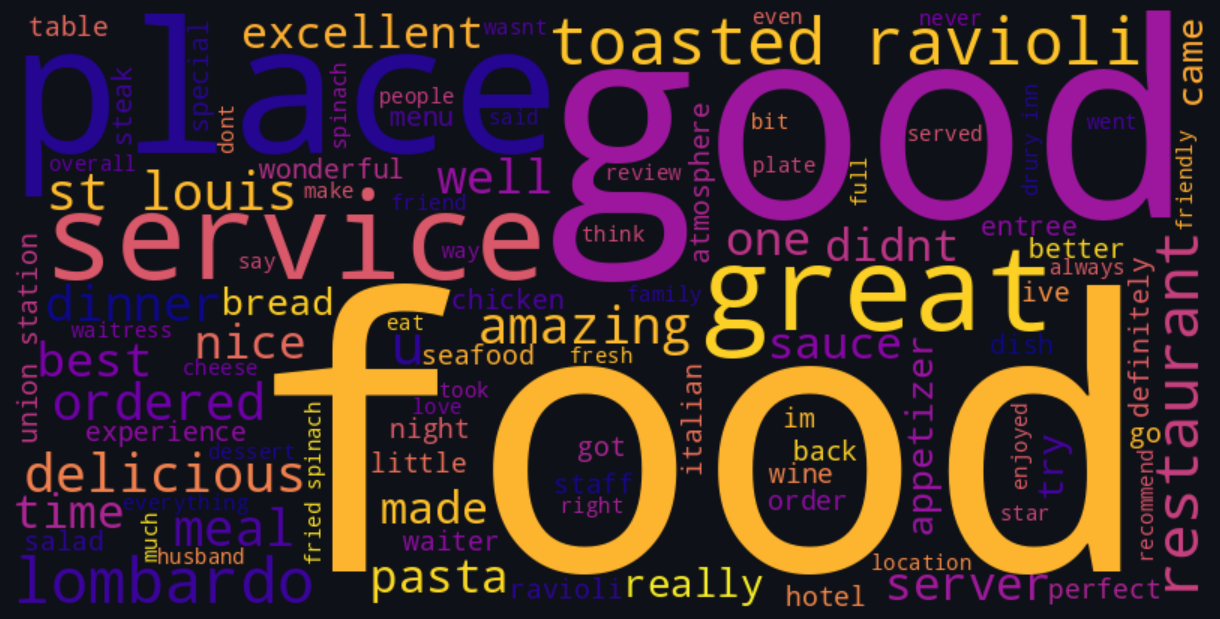 table
excellent
wasnt
toasted ravioli
even
never
came
place
special
steak
dont
spinach
people
menu
said
good
bit
plate
served
went
drury inn
full
friendly
overall
wonderful
well
review
atmosphere
st louis
make
friend
service
say
way
think
one
didnt
entree
better
always
great
ive
union station
dinner
bread
chicken
family
amazing
waitress
nice
eat
u
seafood
fresh
sauce
dish
definitely
restaurant
best
cheese
food
ordered
took
love
italian
appetizer
experience
night
got
im
back
enjoyed
try
go
dessert
little
staff
wine
delicious
fried spinach
right
order
star
recommend
time
everything
made
much
meal
salad
waiter
husband
location
lombardo
pasta
ravioli
really
hotel
server
perfect